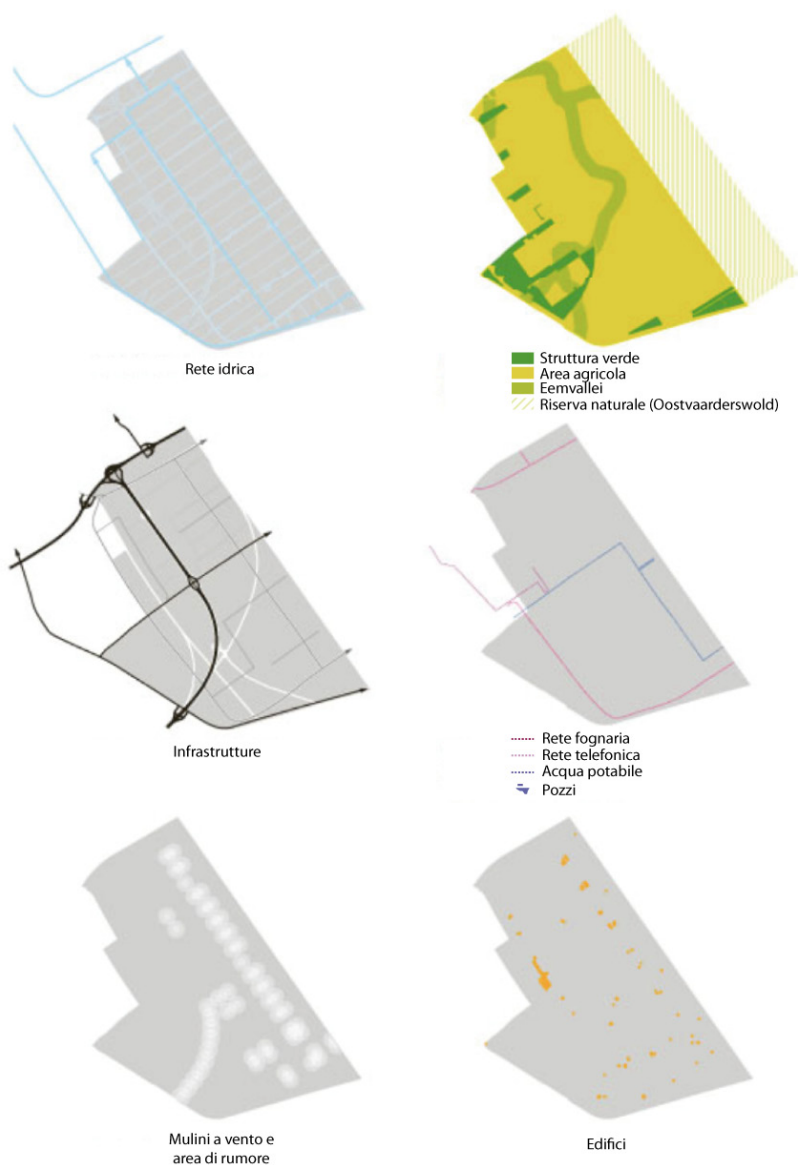 Rete idrica
Struttura verde
Area agricola
Eemvallei
Riserva naturale (Oostvaarderswold)
Infrastrutture
Rete fognaria
Rete telefonica
Acqua potabile
Pozzi
Mulini a vento e
area di rumore
Edifici